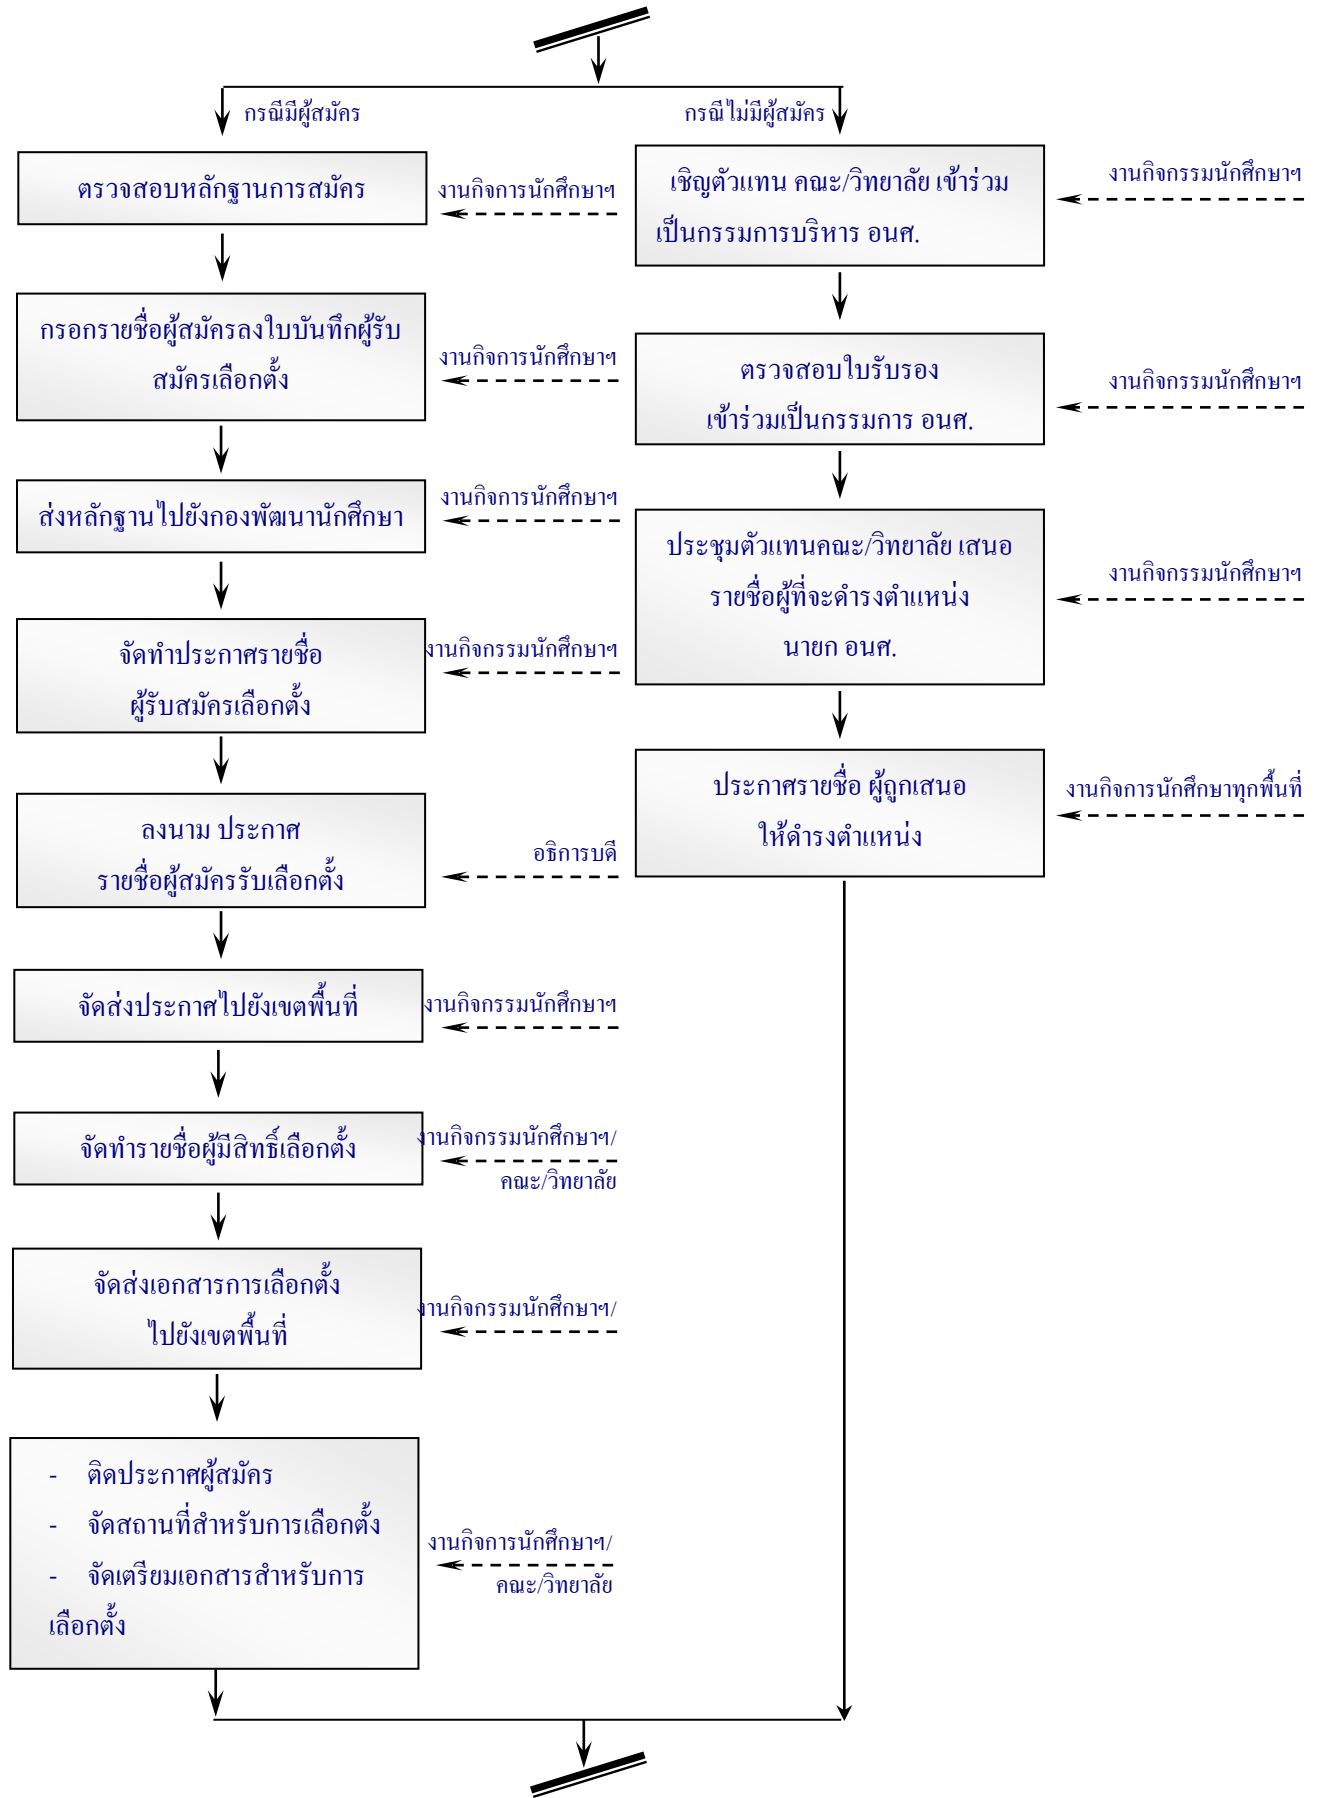 กรณีมีผู้สมัคร
ตรวจสอบหลักฐานการสมัคร
งานกิจการนักศึกษาฯ
กรอกรายชื่อผู้สมัครลงใบบันทึกผู้รับ
สมัครเลือกตั้ง
งานกิจการนักศึกษาฯ
ส่งหลักฐานไปยังกองพัฒนานักศึกษา
งานกิจการนักศึกษาฯ
จัดทำประกาศรายชื่อ
ผู้รับสมัครเลือกตั้ง
งานกิจกรรมนักศึกษาฯ
ลงนาม ประกาศ
รายชื่อผู้สมัครรับเลือกตั้ง
อธิการบดี
จัดส่งประกาศไปยังเขตพื้นที่
งานกิจกรรมนักศึกษาฯ
จัดทำรายชื่อผู้มีสิทธิ์เลือกตั้ง
งานกิจกรรมนักศึกษาฯ/
คณะ/วิทยาลัย
จัดส่งเอกสารการเลือกตั้ง
ไปยังเขตพื้นที่
งานกิจกรรมนักศึกษาฯ/
- ติดประกาศผู้สมัคร
- จัดสถานที่สำหรับการเลือกตั้ง
- จัดเตรียมเอกสารสำหรับการ
เลือกตั้ง
งานกิจการนักศึกษาฯ/
คณะ/วิทยาลัย
กรณีไม่มีผู้สมัคร
เชิญตัวแทน คณะ/วิทยาลัย เข้าร่วม
เป็นกรรมการบริหาร อนศ.
งานกิจกรรมนักศึกษาฯ
ตรวจสอบใบรับรอง
เข้าร่วมเป็นกรรมการ อนศ.
งานกิจกรรมนักศึกษาฯ
ประชุมตัวแทนคณะ/วิทยาลัย เสนอ
รายชื่อผู้ที่จะดำรงตำแหน่ง
นายก อนศ.
งานกิจกรรมนักศึกษาฯ
ประกาศรายชื่อ ผู้ถูกเสนอ
ให้ดำรงตำแหน่ง
งานกิจการนักศึกษาทุกพื้นที่